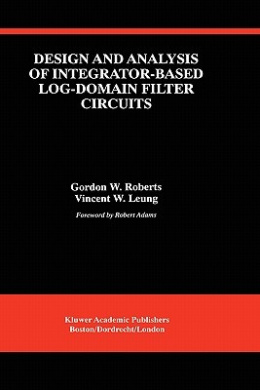 DESIGN AND ANALYSIS
OF INTEGRATOR-BASED
LOG-DOMAIN FILTER
CIRCUITS
Gordon W. Roberts
Vincent W. Leung
Foreword by Robert Adams
Kluwer Academic Publishers
Boston/Dordrecht/London